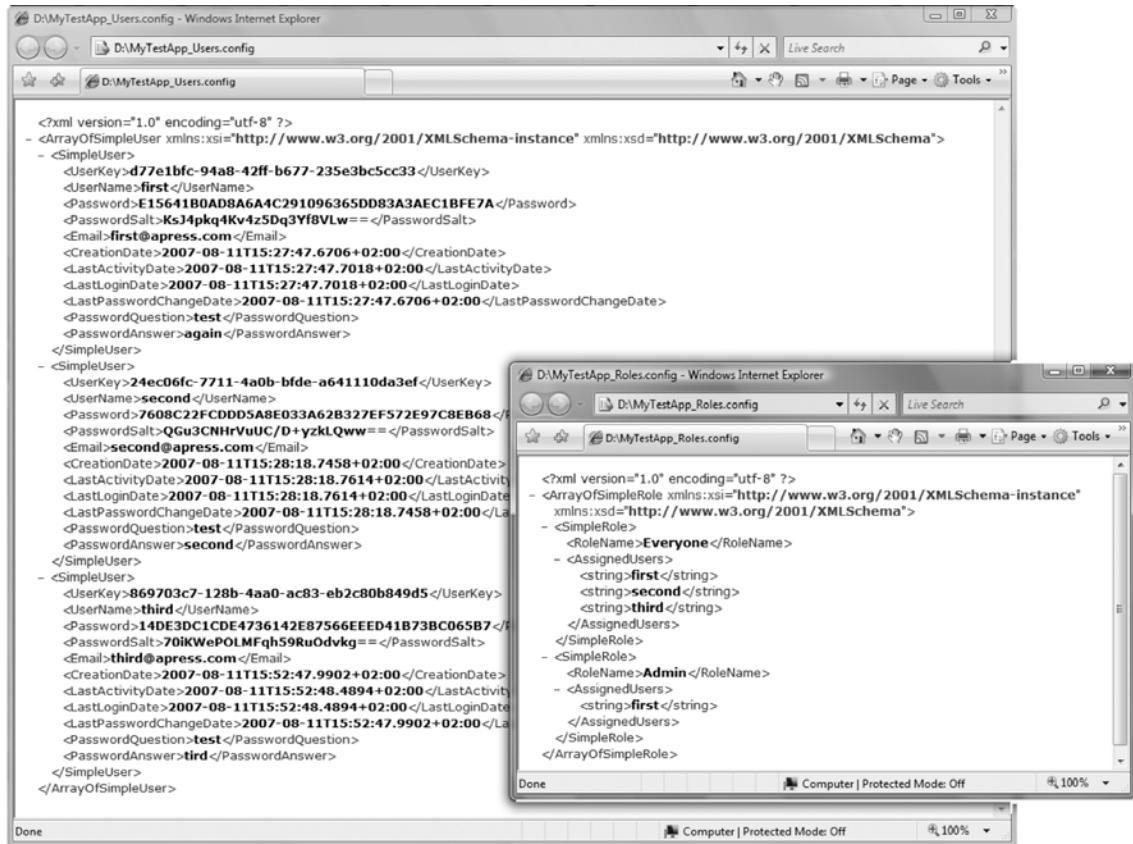 D:\MyTestApp_Users.config - Windows Internet Explorer
D:\MyTestApp_Users.config
Live Search
D:\MyTestApp_Users.config
Page
Tools
<?xml version="1.0" encoding="utf-8" ?>
- <ArrayOfSimpleUser xmlns:xsi="http://www.w3.org/2001/XMLSchema-instance" xmlns:xsd="http://www.w3.org/2001/XMLSchema">
- <SimpleUser>
<UserKey>d77e1bfc-94a8-42ff-b677-235e3bc5cc33</UserKey>
<UserName>first</UserName>
<Password>E15641B0AD8A6A4C291096365DD83A3AEC1BFE7A</Password>
<PasswordSalt>KsJ4pkq4Kv4z5Dq3Yf8VLw==</PasswordSalt>
<Email>first@apress.com</Email>
<CreationDate>2007-08-11T15:27:47.6706+02:00</CreationDate>
<LastActivityDate>2007-08-11T15:27:47.7018+02:00</LastActivityDate>
<LastLoginDate>2007-08-11T15:27:47.7018+02:00</LastLoginDate>
<LastPasswordChangeDate>2007-08-11T15:27:47.6706+02:00</LastPasswordChangeDate>
<PasswordQuestion>test</PasswordQuestion>
<PasswordAnswer>again</PasswordAnswer>
</SimpleUser>
- <SimpleUser>
<UserKey>24ec06fc-7711-4a0b-bfde-a641110da3ef</UserKey>
<UserName>second</UserName>
<Password>7608C22FCDDD5A8E033A62B327EF572E97C8EB68</
<PasswordSalt>QGu3CNHrVuUC/D+yzkLQww==</PasswordSalt>
<Email>second@apress.com</Email>
<CreationDate>2007-08-11T15:28:18.7458+02:00</CreationDate>
<LastActivityDate>2007-08-11T15:28:18.7614+02:00</LastActivity
<LastLoginDate>2007-08-11T15:28:18.7614+02:00</LastLoginDate
<LastPasswordChangeDate>2007-08-11T15:28:18.7458+02:00</La
<PasswordQuestion>test</PasswordQuestion>
<PasswordAnswer>second</PasswordAnswer>
</SimpleUser>
- <SimpleUser>
<UserKey>869703c7-128b-4aa0-ac83-eb2c80b849d5</UserKey>
<UserName>third</UserName>
<Password>14DE3DC1CDE4736142E87566EEED41B73BC065B7</
<PasswordSalt>70iKWePOLMFqh59RuOdvkg==</PasswordSalt>
<Email>third@apress.com</Email>
<CreationDate>2007-08-11T15:52:47.9902+02:00</CreationDate>
<LastActivityDate>2007-08-11T15:52:48.4894+02:00</LastActivity
<LastLoginDate>2007-08-11T15:52:48.4894+02:00</LastLoginDate
<LastPasswordChangeDate>2007-08-11T15:52:47.9902+02:00</La
<PasswordQuestion>test</PasswordQuestion>
<PasswordAnswer>tird</PasswordAnswer>
</SimpleUser>
</ArrayOfSimpleUser>
Done
Computer | Protected Mode: Off
100%
D:\MyTestApp_Roles.config - Windows Internet Explorer
D:\MyTestApp_Roles.config
Live Search
D:\MyTestApp_Roles.config
Page
Tools
<?xml version="1.0" encoding="utf-8" ?>
- <ArrayOfSimpleRole xmlns:xsi="http://www.w3.org/2001/XMLSchema-instance"
xmlns:xsd="http://www.w3.org/2001/XMLSchema">
- <SimpleRole>
<RoleName>Everyone</RoleName>
- <AssignedUsers>
<string>first</string>
<string>second</string>
<string>third</string>
</AssignedUsers>
</SimpleRole>
- <SimpleRole>
<RoleName>Admin</RoleName>
- <AssignedUsers>
<string>first</string>
</AssignedUsers>
</SimpleRole>
</ArrayOfSimpleRole>
Done
Computer | Protected Mode: Off
100%